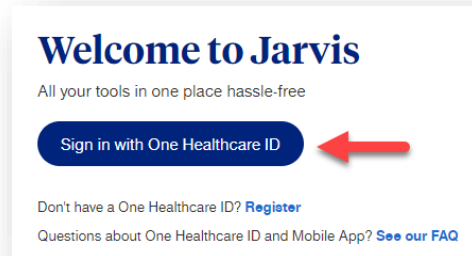 Welcome to Jarvis
All your tools in one place hassle-free
Sign in with One Healthcare ID
Don't have a One Healthcare ID? Register
Questions about One Healthcare ID and Mobile App? See our FAQ